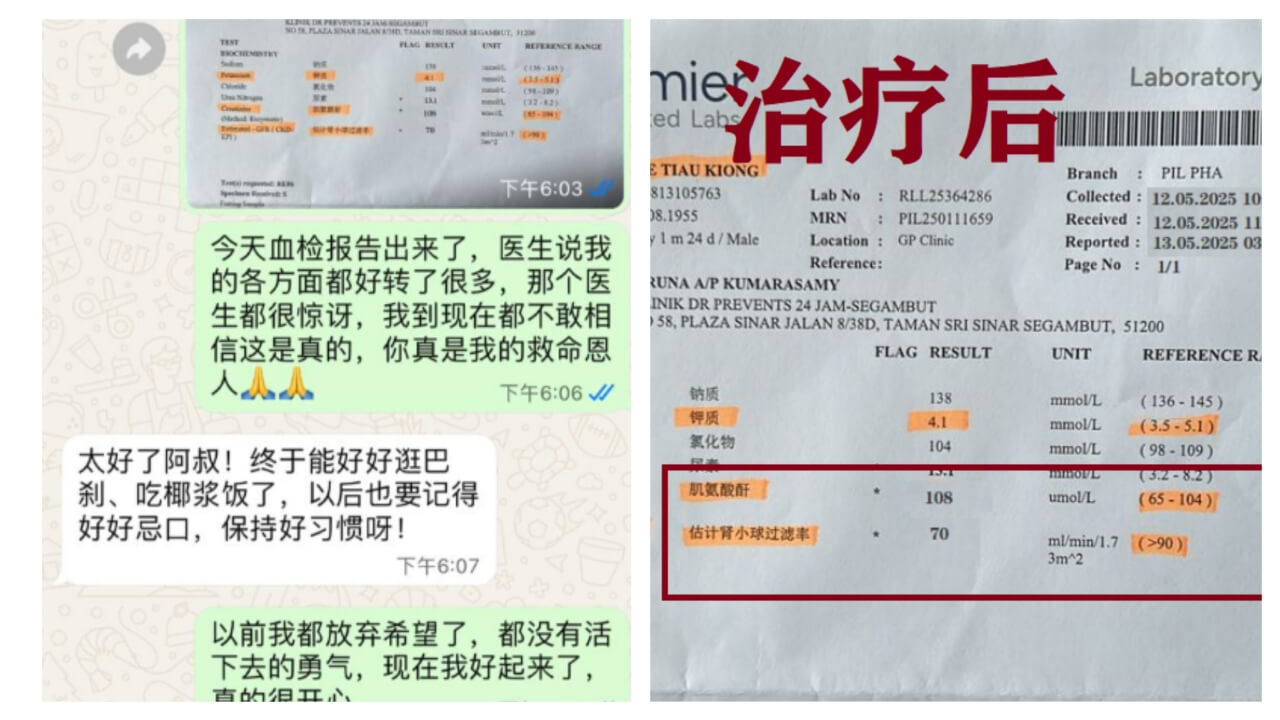 KLINIK DR PREVENTS 24 JAM-SEGAMBUT
NO 58, PLAZA SINAR JALAN 8/38D, TAMAN SRI SINAR SEGAMBUT, 51200
TEST FLAG RESULT UNIT REFERENCE RANGE
BIOCHEMISTRY
Sodium 钠质 138 mmol/L (136 - 145)
Potassium 钾质 4.1 mmol/L (3.5 - 5.1)
Chloride 氯化物 104 mmol/L (98 - 109)
Urea Nitrogen 尿素 * 13.1 mmol/L (3.2 - 8.2)
Creatinine 肌氨酸酐 * 108 umol/L (65 - 104)
(Method: Enzymatic)
Estimated - GFR (CKD- 估计肾小球过滤率 * 70 ml/min/1.7 (>90)
EPI) 3m^2
Test(s) requested:
Specimen Received: S
下午6:03
今天血检报告出来了，医生说我
的各方面都好转了很多，那个医
生都很惊讶，我到现在都不敢相
信这是真的，你真是我的救命恩
人🙏🙏
下午6:06
太好了阿叔！终于能好好逛巴
刹、吃椰浆饭了，以后也要记得
好好忌口，保持好习惯呀！
下午6:07
以前我都放弃希望了，都没有活
下去的勇气，现在我好起来了，
真的很开心
治疗后
mier Laboratory
ted Labs
E TIAU KIONG
813105763
08.1955
y 1 m 24 d / Male
Lab No : RLL25364286
MRN : PIL250111659
Location : GP Clinic
Reference:
Branch : PIL PHA
Collected : 12.05.2025 10
Received : 12.05.2025 11
Reported : 13.05.2025 03
Page No : 1/1
RUNA A/P KUMARASAMY
INIK DR PREVENTS 24 JAM-SEGAMBUT
58, PLAZA SINAR JALAN 8/38D, TAMAN SRI SINAR SEGAMBUT, 51200
FLAG RESULT UNIT REFERENCE RA
钠质 138 mmol/L (136 - 145)
钾质 4.1 mmol/L (3.5 - 5.1)
氯化物 104 mmol/L (98 - 109)
尿素 13.1 mmol/L (3.2 - 8.2)
肌氨酸酐 * 108 umol/L (65 - 104)
估计肾小球过滤率 * 70 ml/min/1.7 (>90)
3m^2